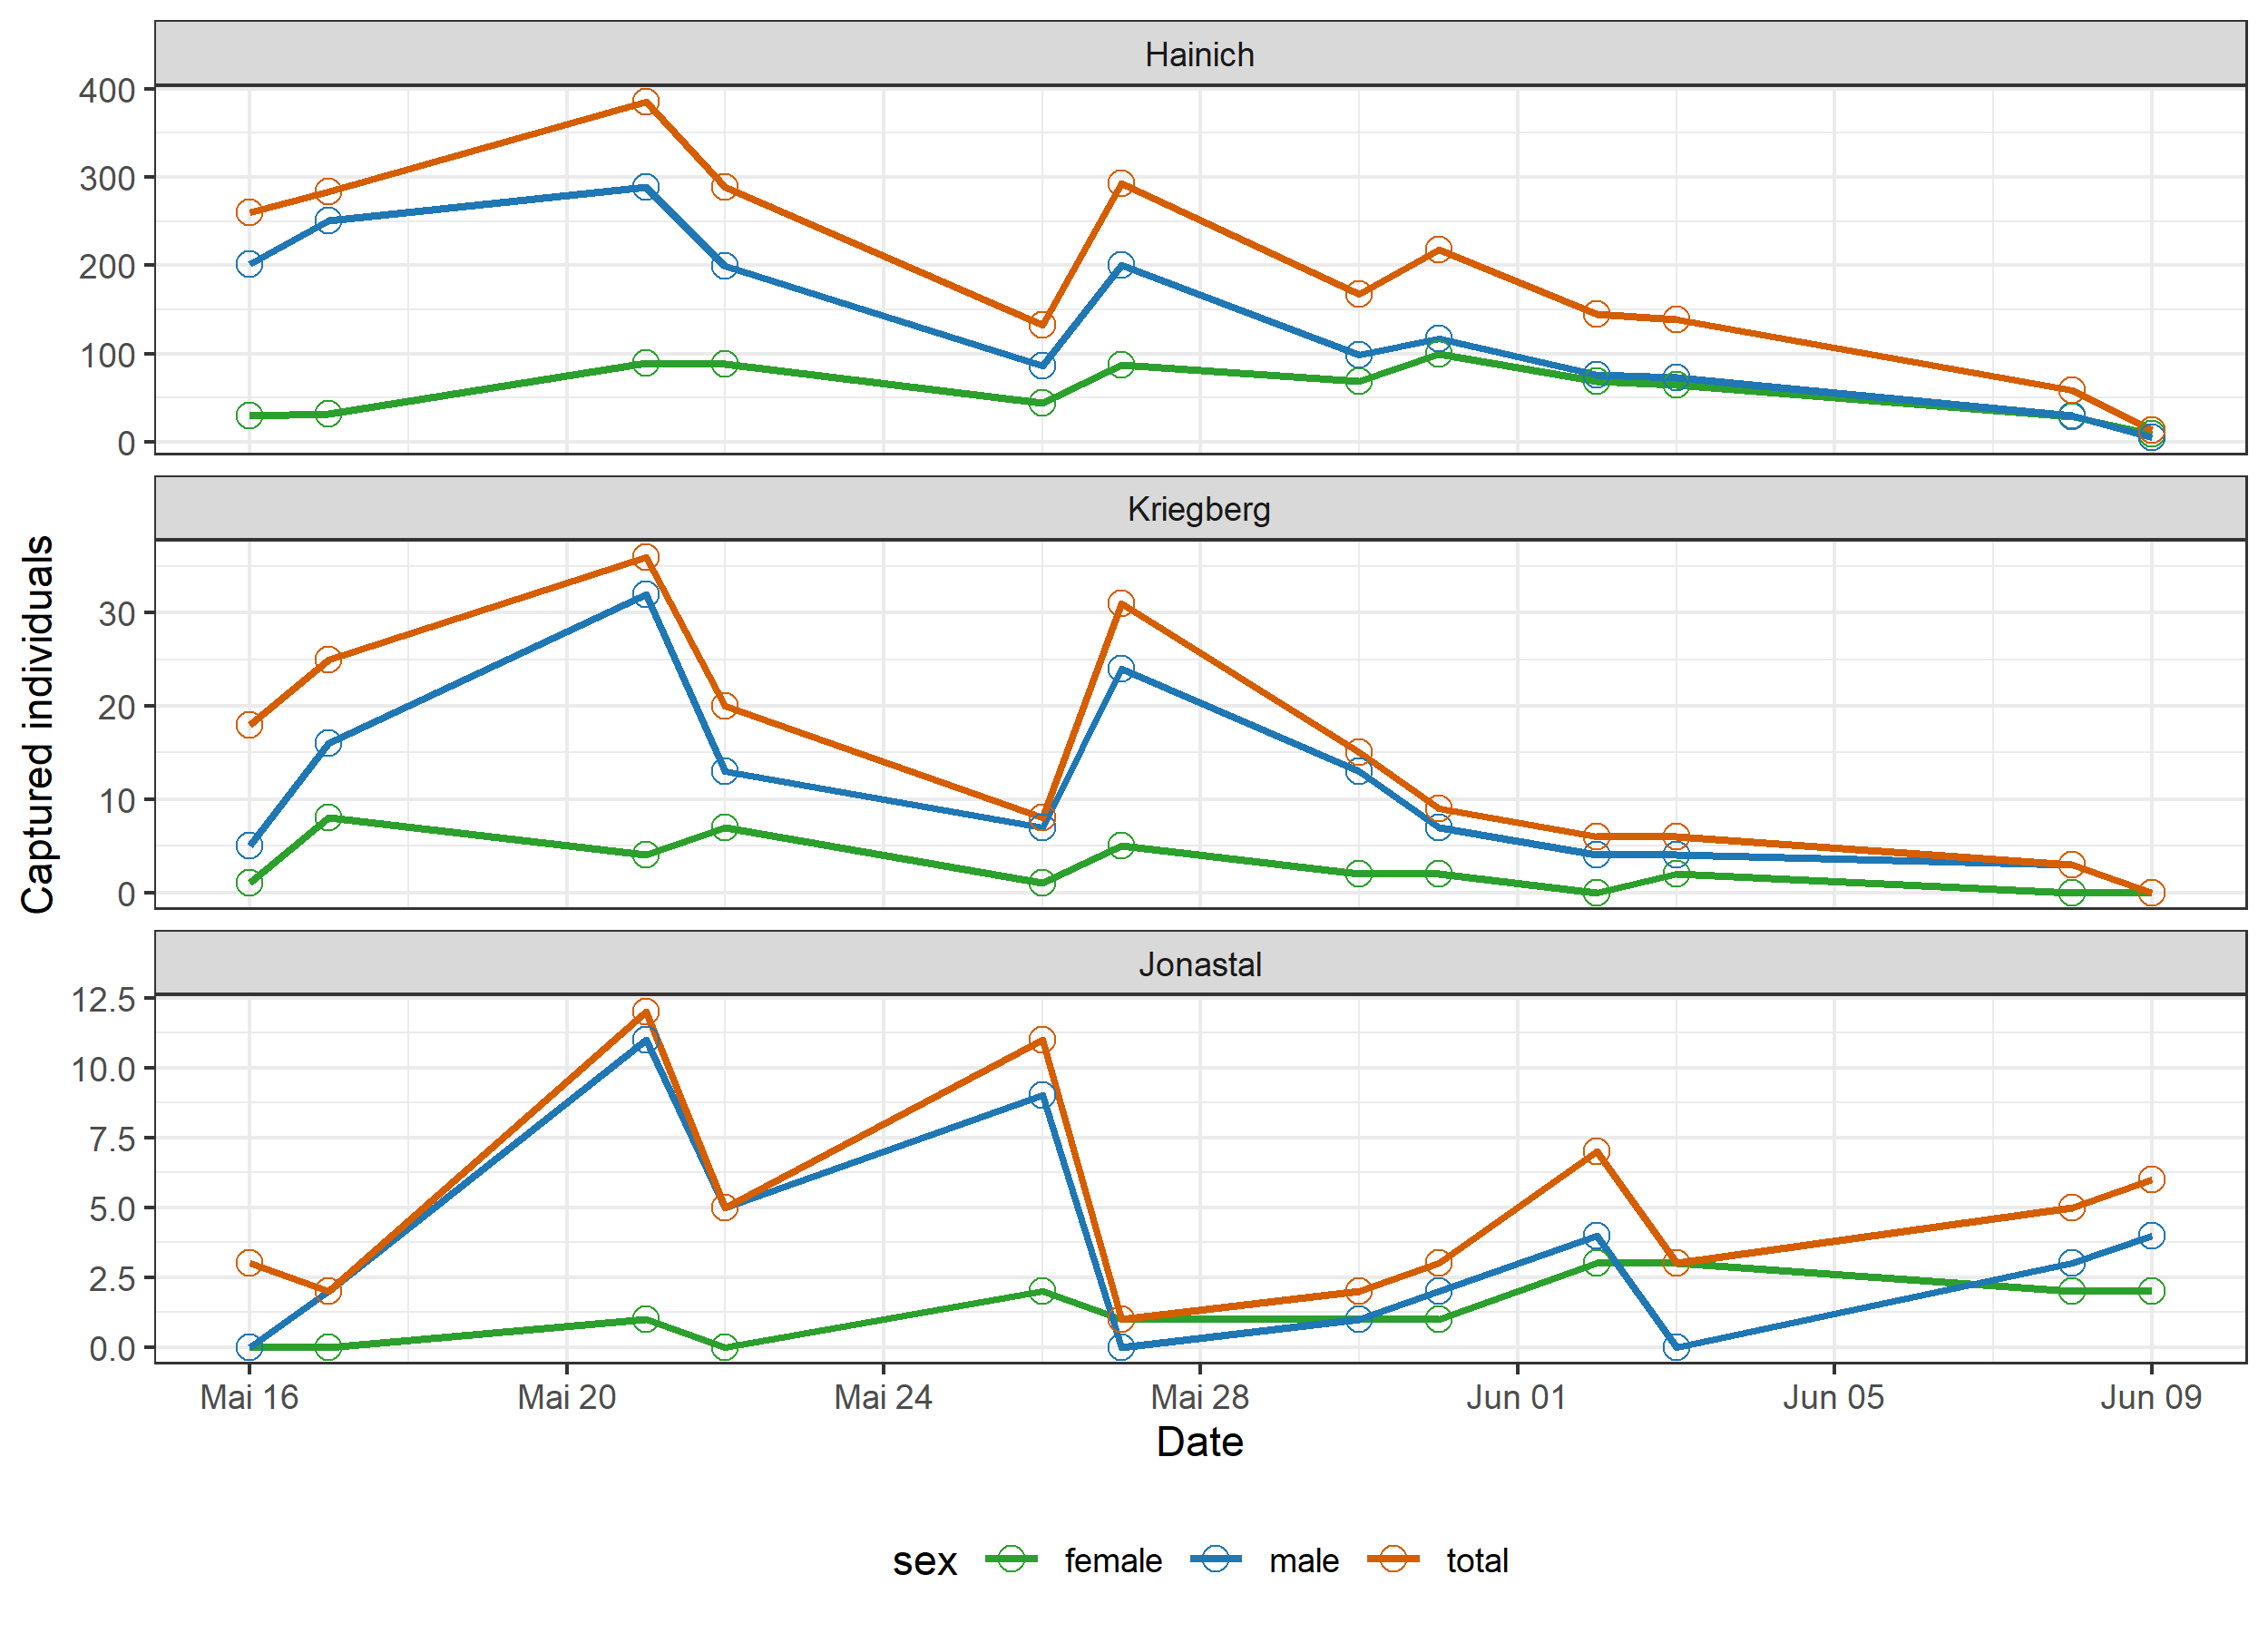 Hainich
400
300
200
100
0
Kriegberg
30
20
10
0
Jonastal
12.5
10.0
7.5
5.0
2.5
0.0
Captured individuals
Mai 16 Mai 20 Mai 24 Mai 28 Jun 01 Jun 05 Jun 09
Date
sex female male total